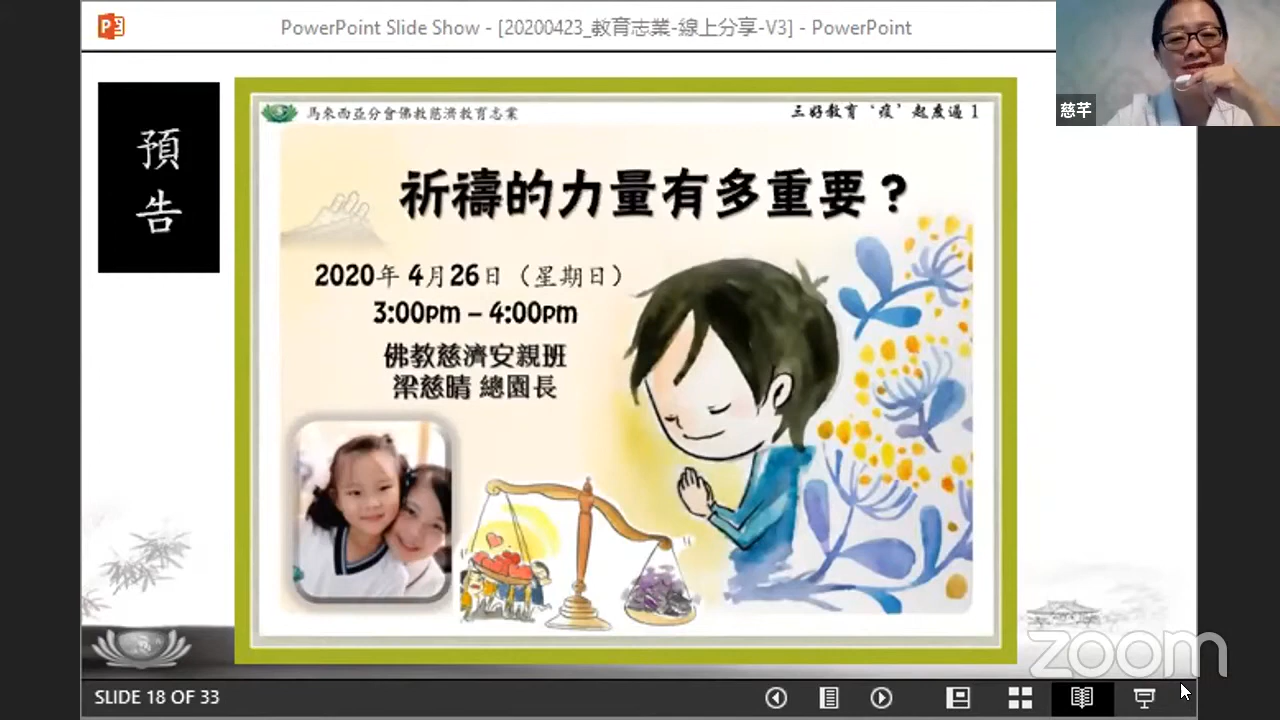 PowerPoint Slide Show - [20200423_教育志業-線上分享-V3] - PowerPoint
慈芊
預告
馬來西亞分會佛教慈濟教育志業
三好教育‘疫’起度過 1
祈禱的力量有多重要？
2020年 4月26日（星期日）
3:00PM – 4:00PM
佛教慈濟安親班
梁慈晴 總園長
zoom
SLIDE 18 OF 33